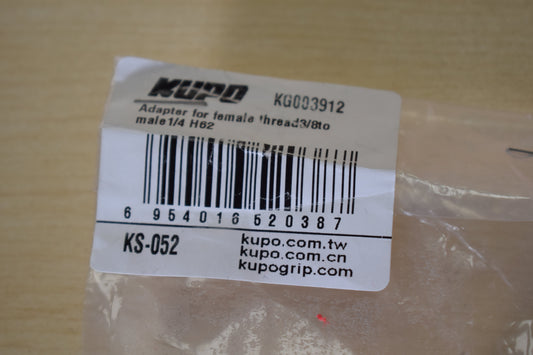 KUPO KG003912
Adapter for female thread3/8to
male1/4 H62
6 954016 520387
KS-052
kupo.com.tw
kupo.com.cn
kupogrip.com